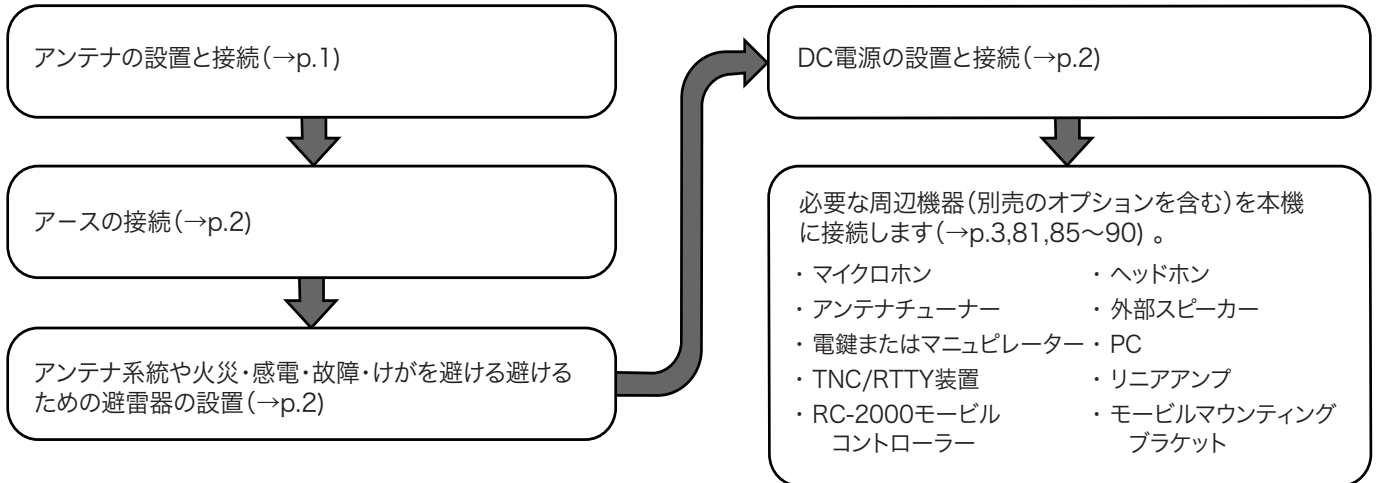 アンテナの設置と接続(→p.1)
アースの接続(→p.2)
アンテナ系統や火災・感電・故障・けがを避ける避ける
ための避雷器の設置(→p.2)
DC電源の設置と接続(→p.2)
必要な周辺機器(別売のオプションを含む)を本機
に接続します(→p.3,81,85〜90) 。
・ マイクロホン
・ アンテナチューナー
・ 電鍵またはマニュピレーター
・ TNC/RTTY装置
・ RC-2000モービル
コントローラー
・ ヘッドホン
・ 外部スピーカー
・ PC
・ リニアアンプ
・ モービルマウンティング
ブラケット